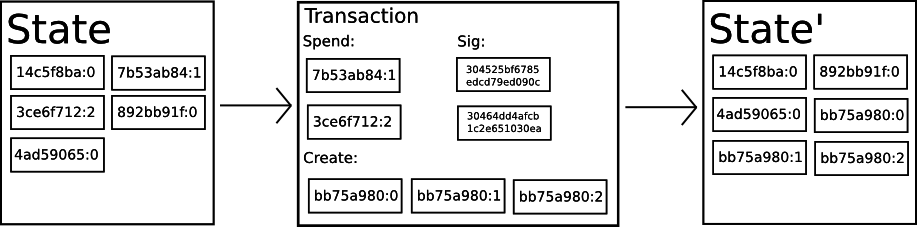 State
14c5f8ba:0 7b53ab84:1
3ce6f712:2 892bb91f:0
4ad59065:0
Transaction
Spend: Sig:
7b53ab84:1 304525bf6785
edcd79ed090c
3ce6f712:2 30464dd4afcb
1c2e651030ea
Create:
bb75a980:0 bb75a980:1 bb75a980:2
State'
14c5f8ba:0 892bb91f:0
4ad59065:0 bb75a980:0
bb75a980:1 bb75a980:2